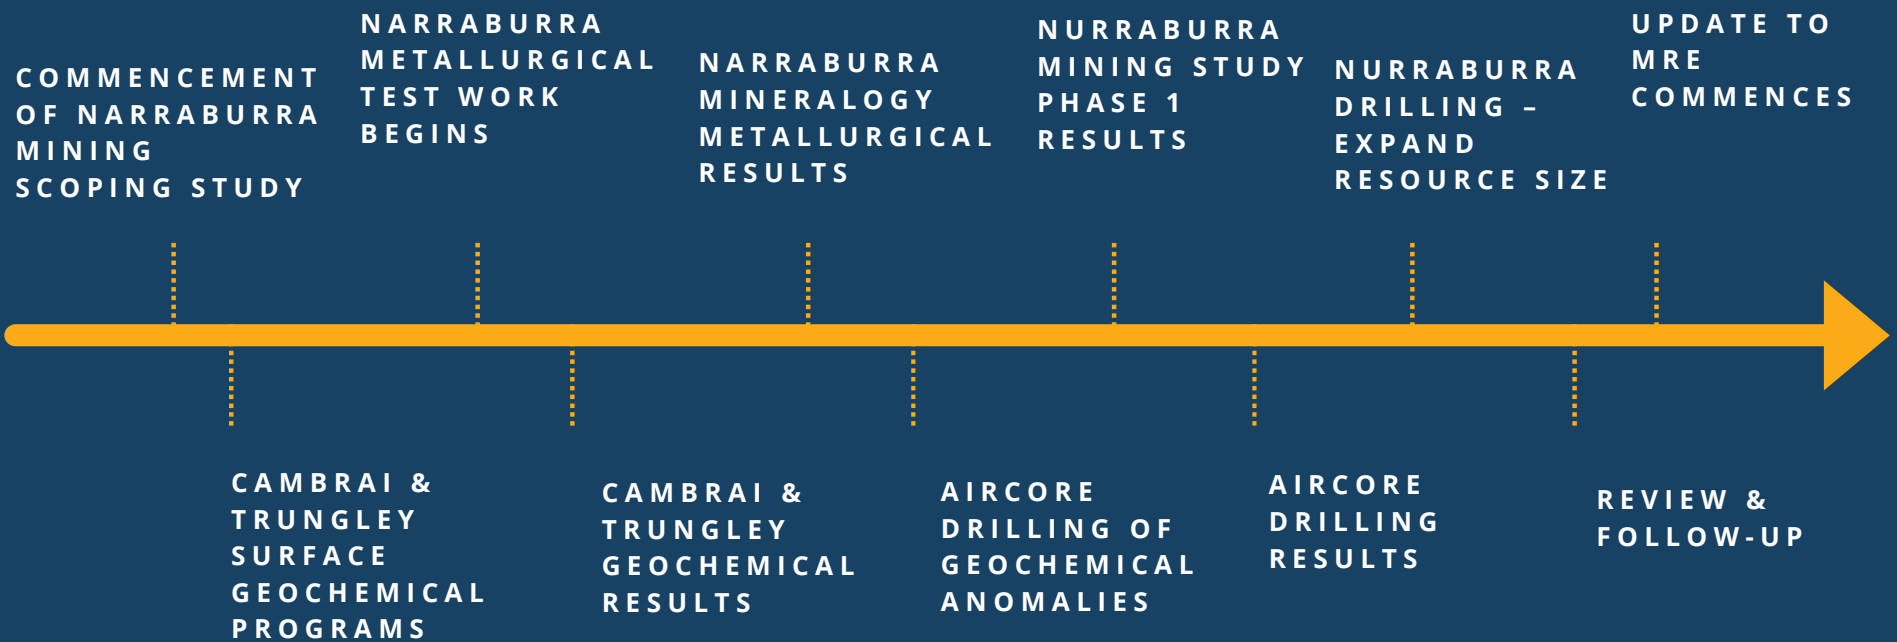 COMMENCEMENT
OF NARRABURRA
MINING
SCOPING STUDY
NARRABURRA
METALLURGICAL
TEST WORK
BEGINS
NARRABURRA
MINERALOGY
METALLURGICAL
RESULTS
NURRABURRA
MINING STUDY
PHASE 1
RESULTS
NURRABURRA
DRILLING –
EXPAND
RESOURCE SIZE
UPDATE TO
MRE
COMMENCES
CAMBRAI &
TRUNGLEY
SURFACE
GEOCHEMICAL
PROGRAMS
CAMBRAI &
TRUNGLEY
GEOCHEMICAL
RESULTS
AIRCORE
DRILLING OF
GEOCHEMICAL
ANOMALIES
AIRCORE
DRILLING
RESULTS
REVIEW &
FOLLOW-UP